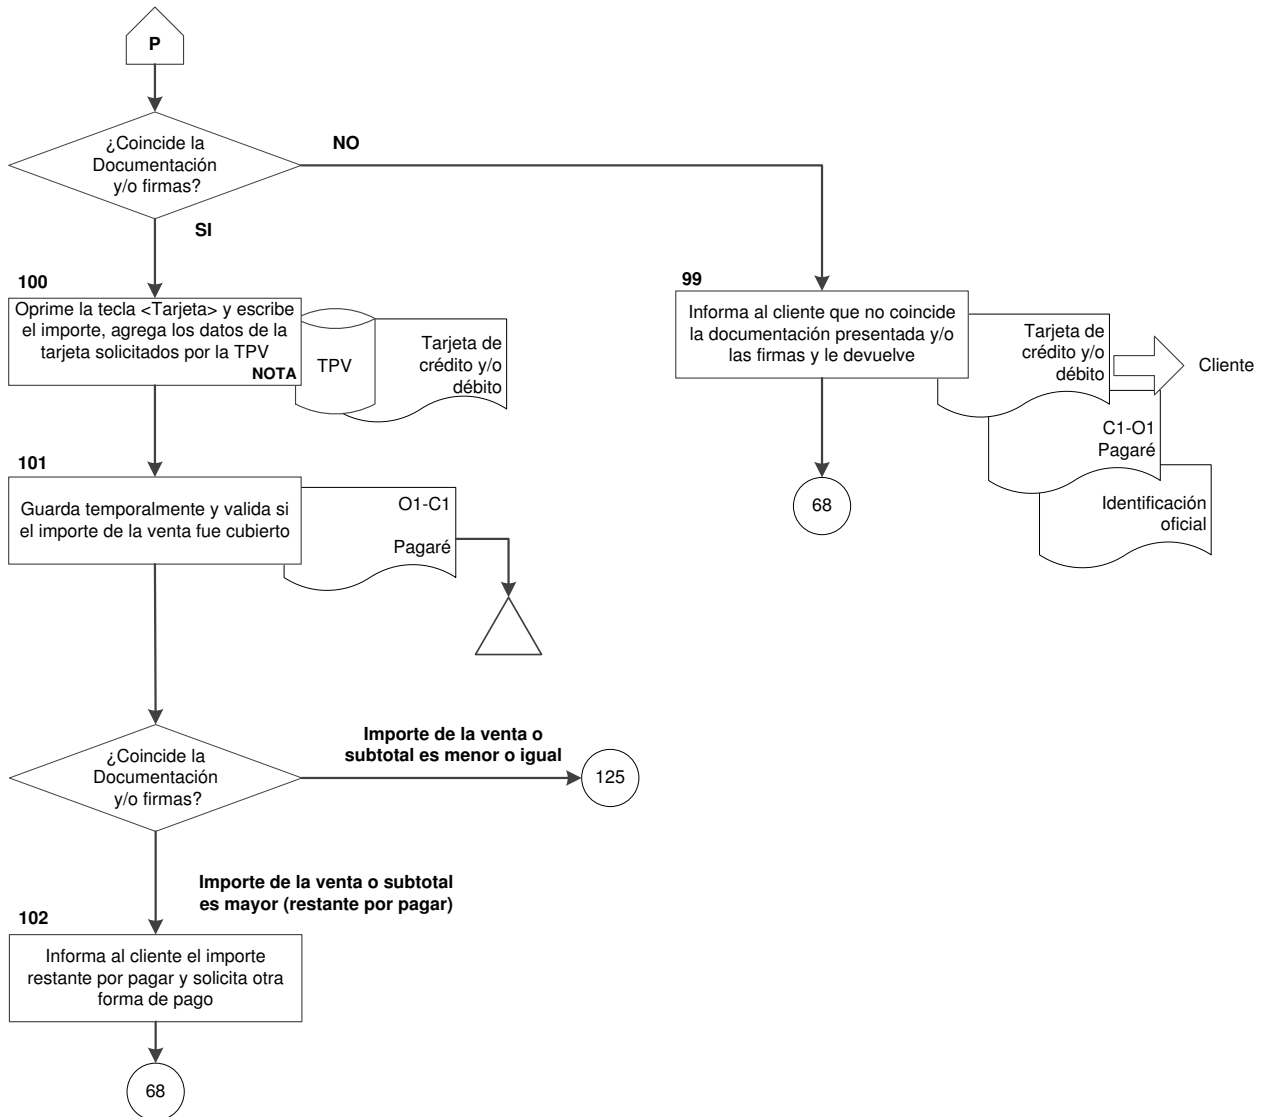 P
¿Coincide la
Documentación
y/o firmas?
NO
SI
100
Oprime la tecla <Tarjeta> y escribe
el importe, agrega los datos de la
tarjeta solicitados por la TPV
NOTA
TPV
Tarjeta de
crédito y/o
débito
99
Informa al cliente que no coincide
la documentación presentada y/o
las firmas y le devuelve
Tarjeta de
crédito y/o
débito
Cliente
C1-O1
Pagaré
Identificación
oficial
68
101
Guarda temporalmente y valida si
el importe de la venta fue cubierto
O1-C1
Pagaré
¿Coincide la
Documentación
y/o firmas?
Importe de la venta o
subtotal es menor o igual
125
Importe de la venta o subtotal
es mayor (restante por pagar)
102
Informa al cliente el importe
restante por pagar y solicita otra
forma de pago
68